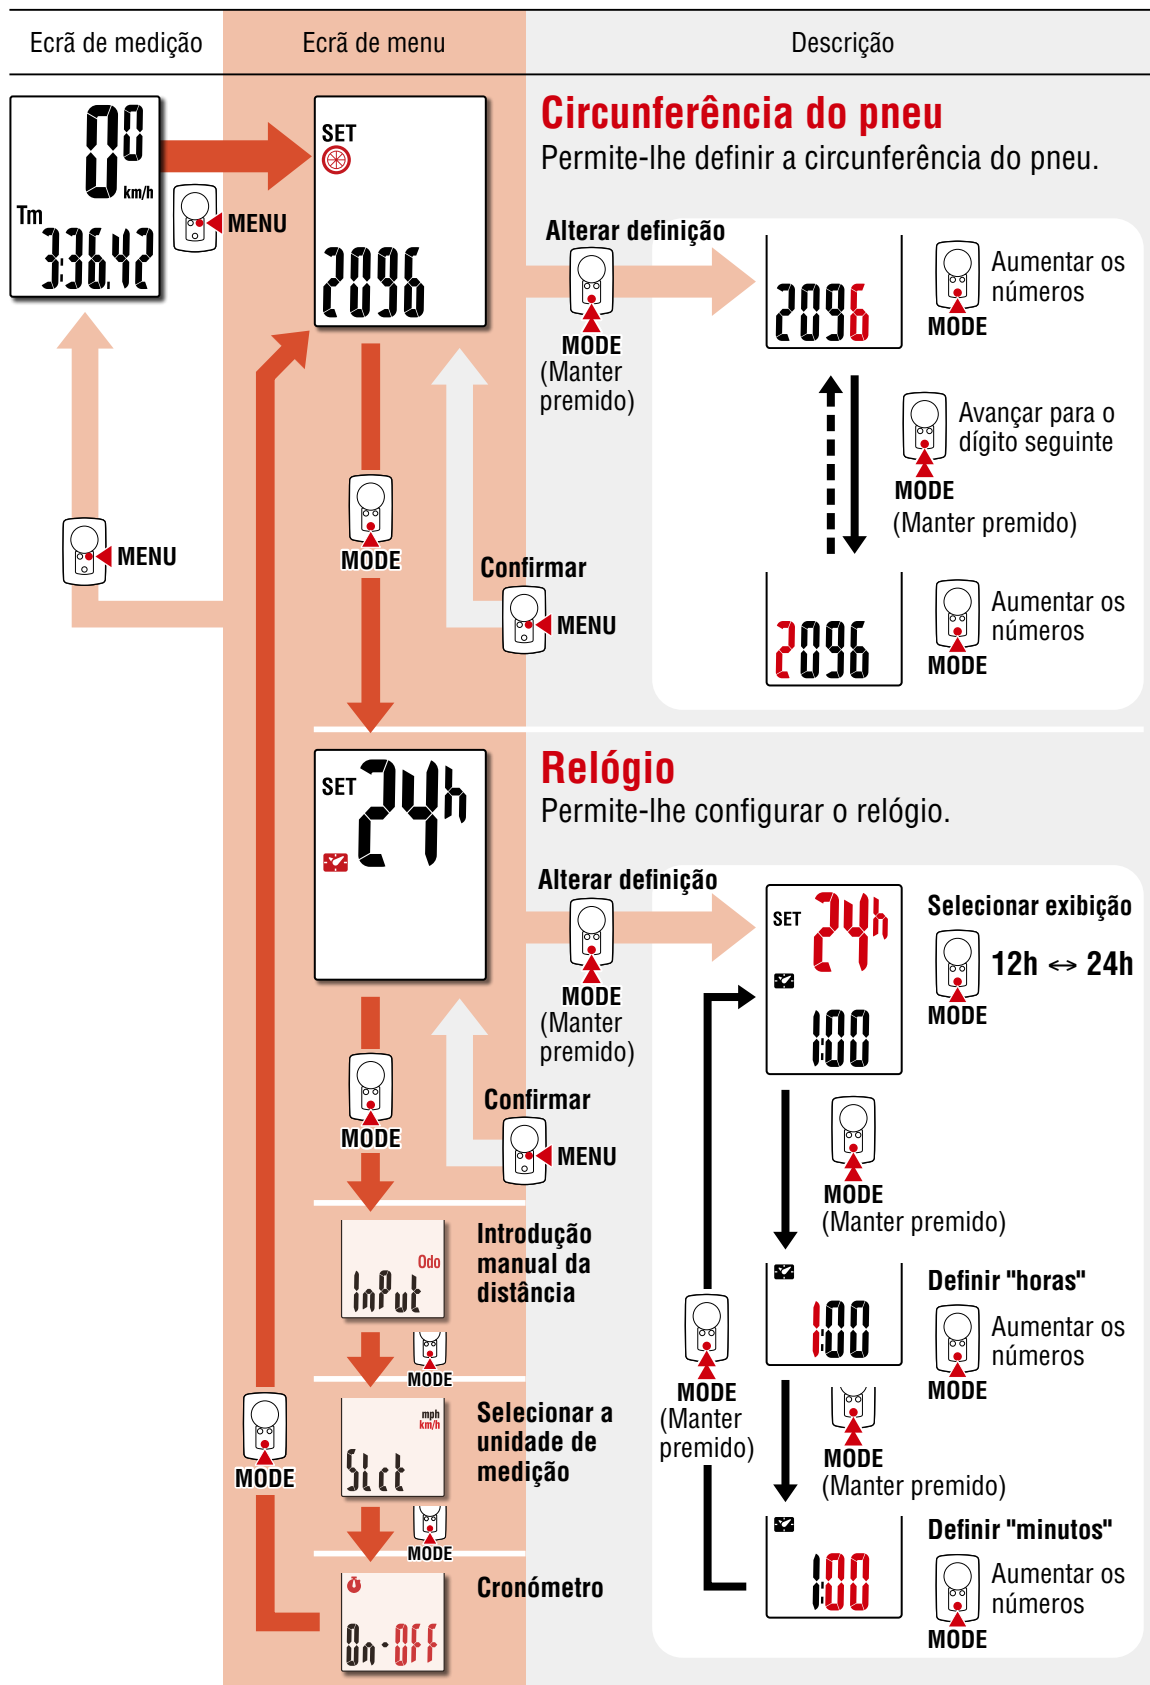 Ecrã de medição
Ecrã de menu
Descrição
0⁰
km/h
Tm
3:36.42
MENU
SET
2096
Circunferência do pneu
Permite-lhe definir a circunferência do pneu.
Alterar definição
MODE
(Manter
premido)
2096
Aumentar os
números
MODE
Avançar para o
dígito seguinte
MODE
(Manter premido)
2096
Aumentar os
números
MODE
MODE
Confirmar
MENU
MENU
SET
24h
Relógio
Permite-lhe configurar o relógio.
Alterar definição
MODE
(Manter
premido)
SET
24h
1:00
Selecionar exibição
12h ↔ 24h
MODE
MODE
(Manter premido)
1:00
Definir "horas"
Aumentar os
números
MODE
MODE
(Manter premido)
MODE
(Manter
premido)
1:00
Definir "minutos"
Aumentar os
números
MODE
MODE
Confirmar
MENU
Odo
InPut
Introdução
manual da
distância
MODE
mph
km/h
Slct
Selecionar a
unidade de
medição
MODE
MODE
On-OFF
Cronómetro